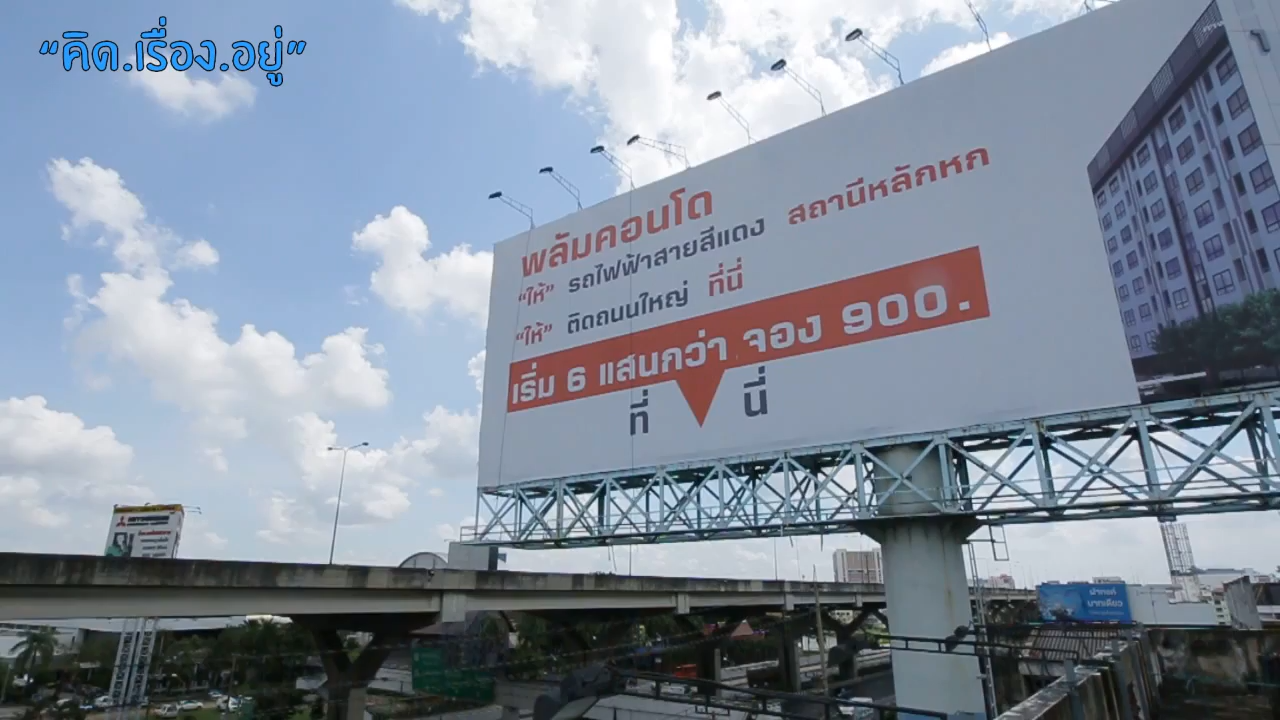 “คิด.เรื่อง.อยู่”
พลัมคอนโด
“ให้” รถไฟฟ้าสายสีแดง สถานีหลักหก
“ให้” ติดถนนใหญ่ ที่นี่
เริ่ม 6 แสนกว่า จอง 900.
ที่ นี่